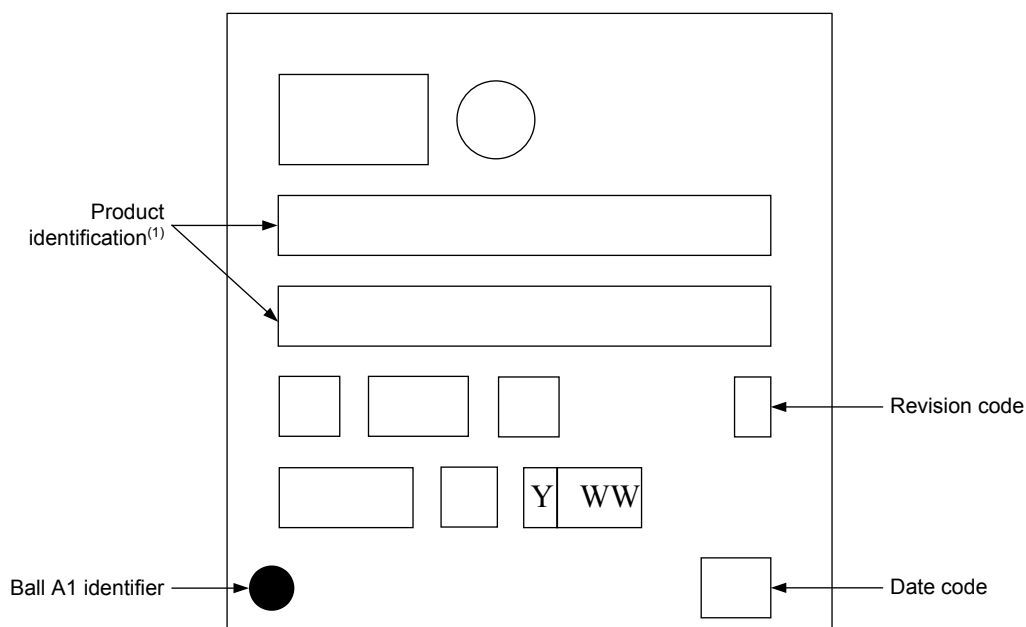 Product
identification(1)
Revision code
Y WW
Ball A1 identifier
Date code